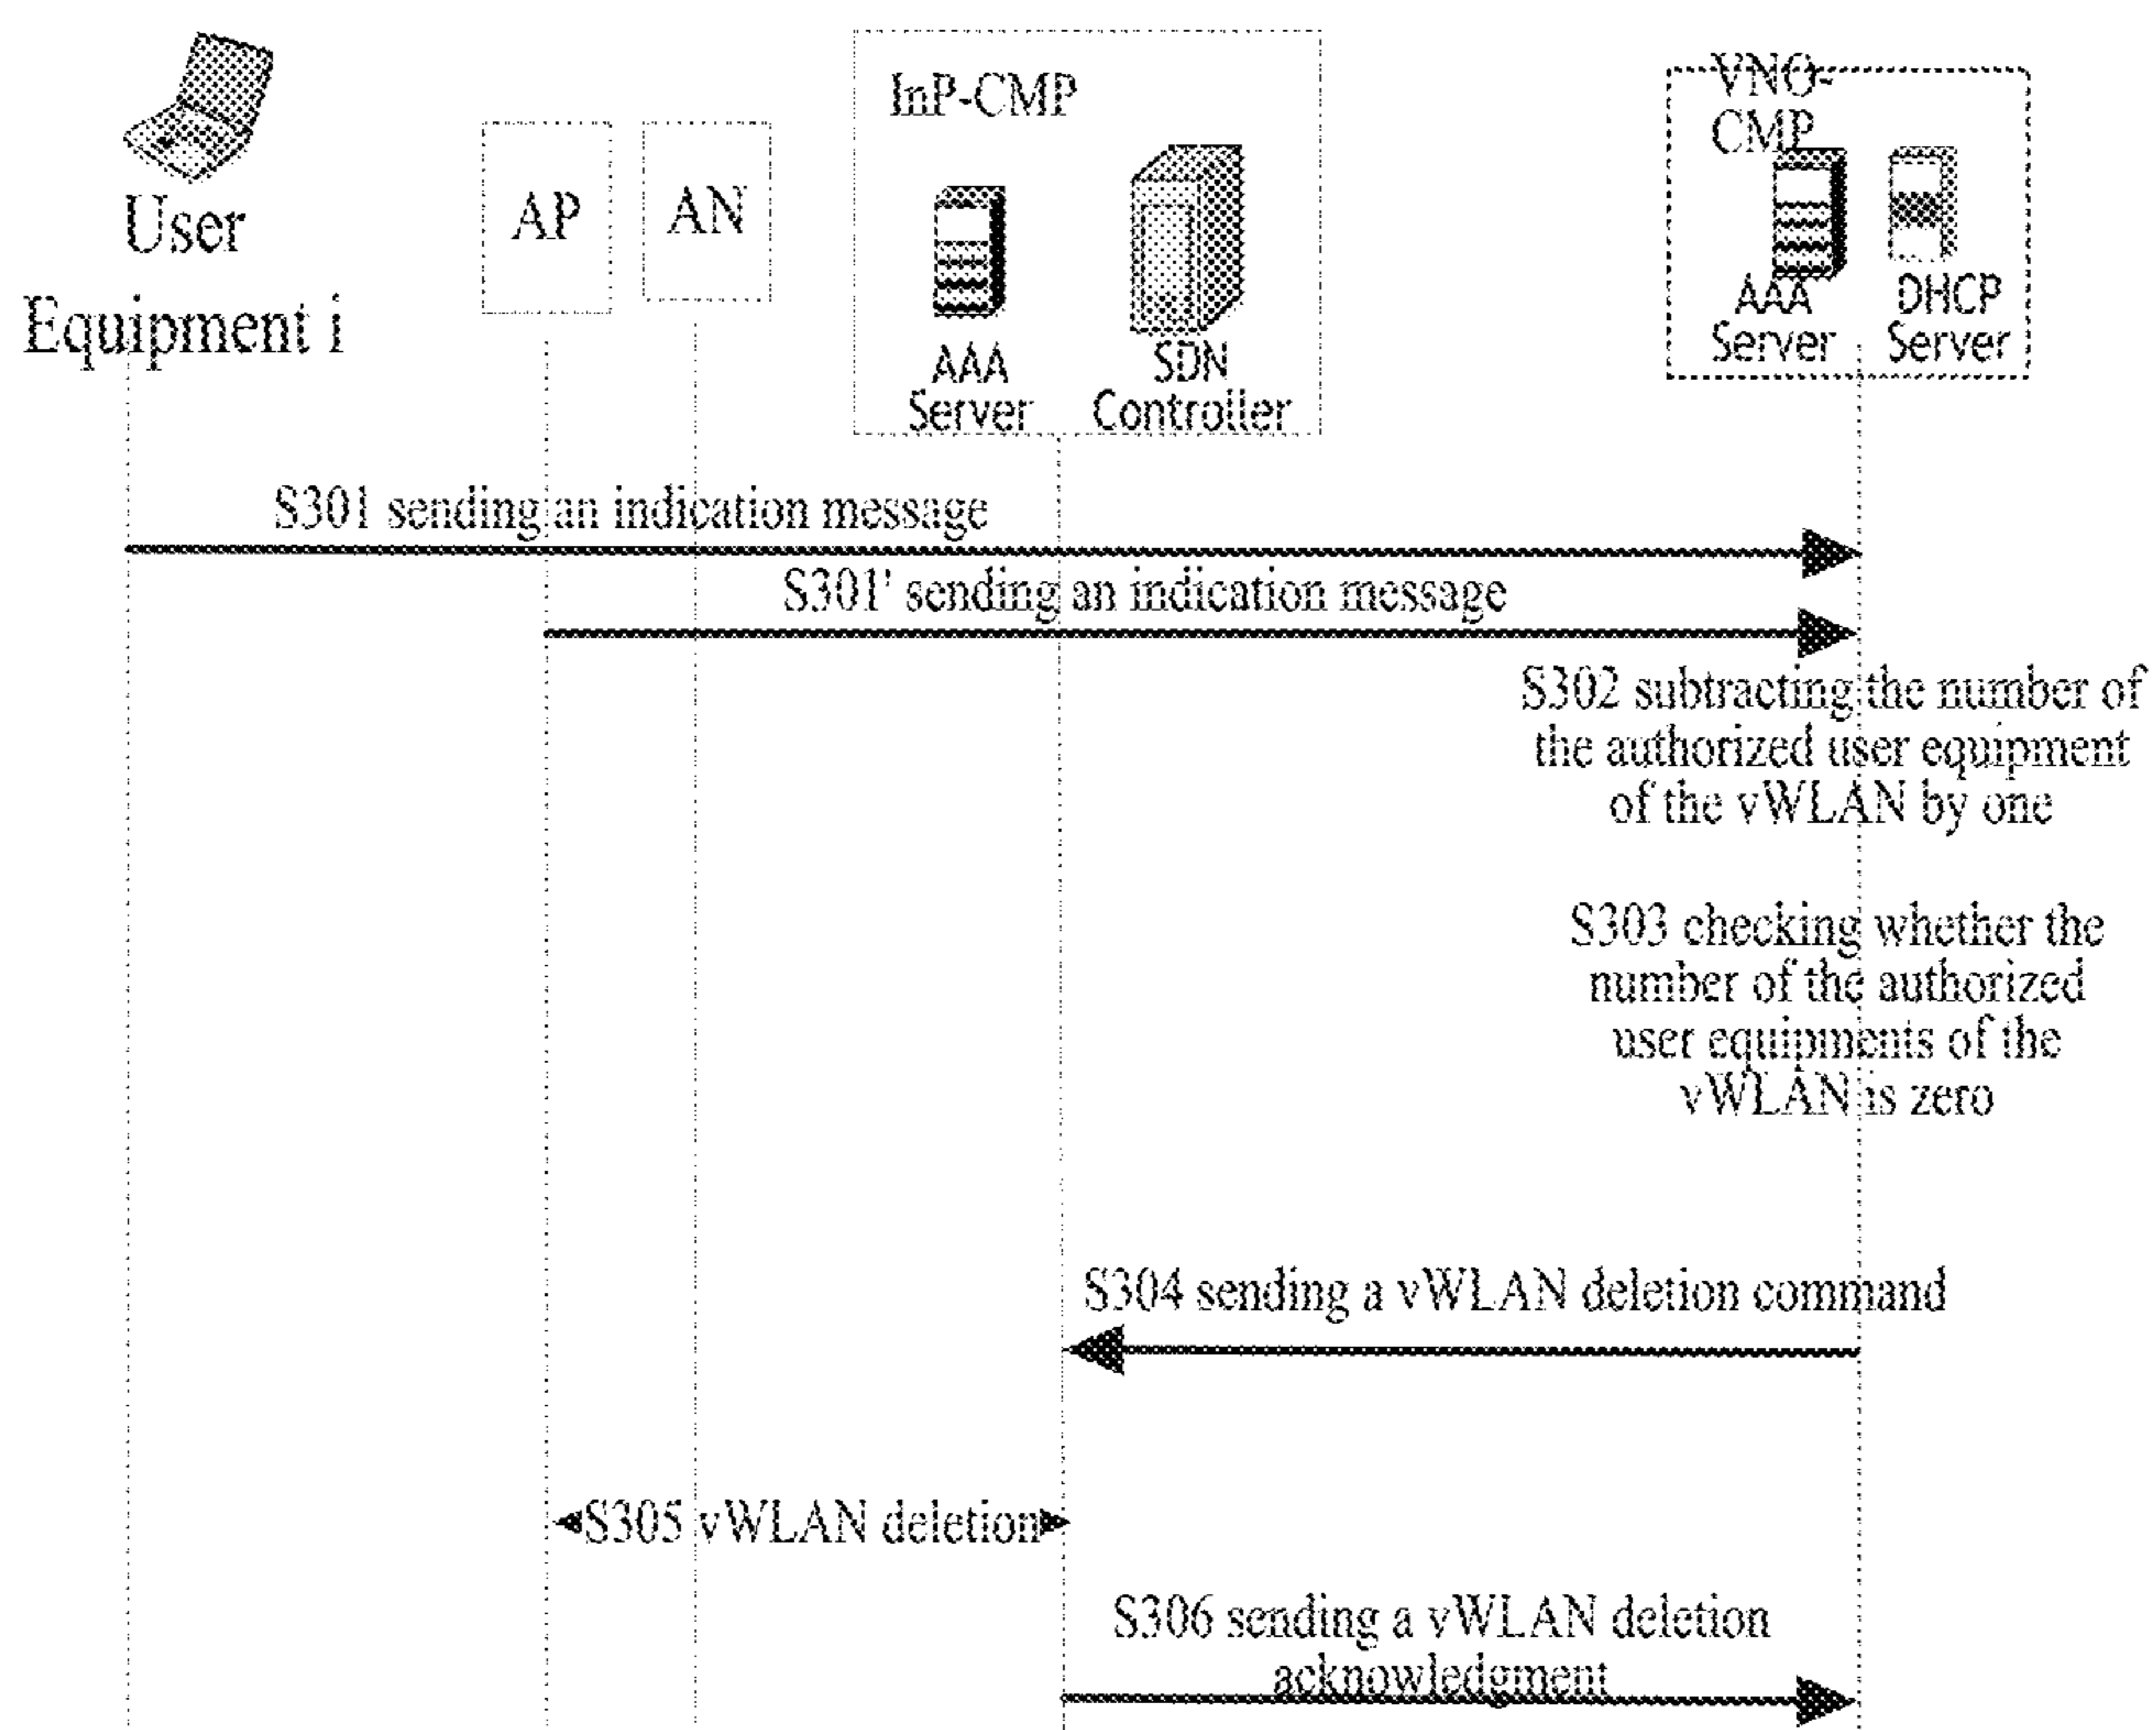 User
Equipment i
AP
AN
InP-CMP
AAA
Server
SDN
Controller
VNO-
CMP
AAA
Server
DHCP
Server
S301 sending an indication message
S301' sending an indication message
S302 subtracting the number of
the authorized user equipment
of the vWLAN by one
S303 checking whether the
number of the authorized
user equipments of the
vWLAN is zero
S304 sending a vWLAN deletion command
S305 vWLAN deletion
S306 sending a vWLAN deletion
acknowledgment